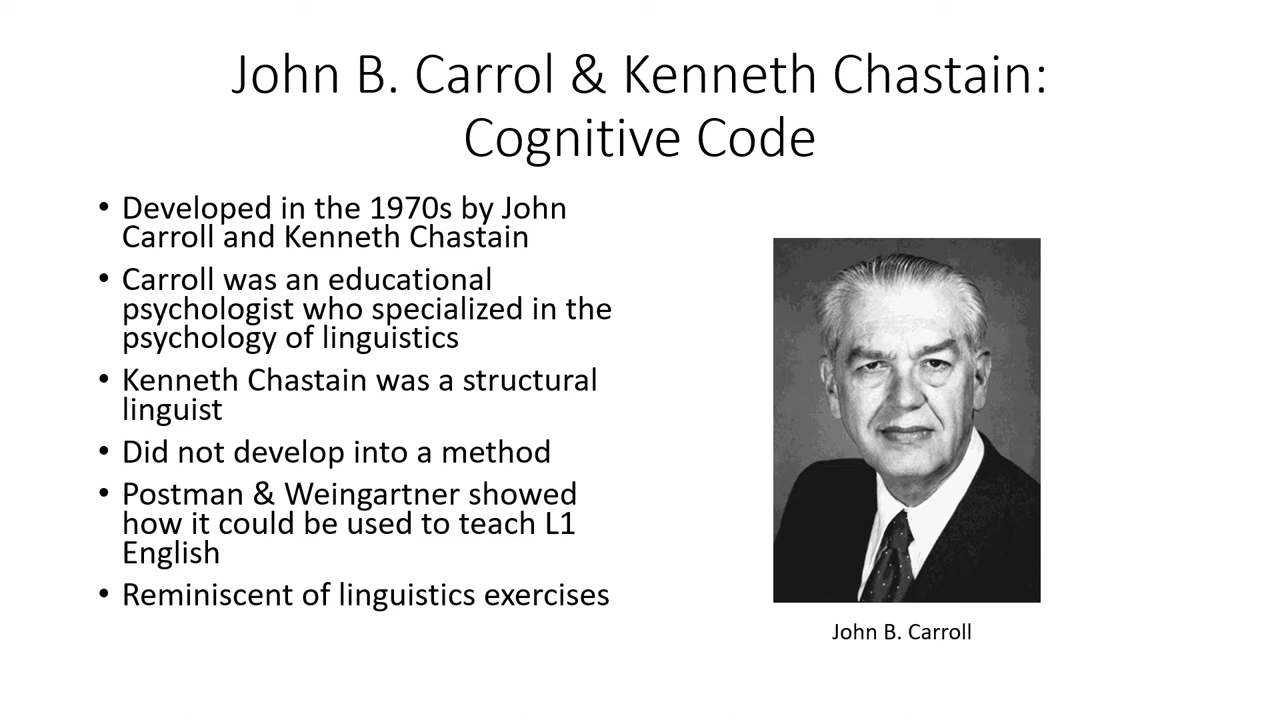 John B. Carrol & Kenneth Chastain:
Cognitive Code
• Developed in the 1970s by John
Carroll and Kenneth Chastain
• Carroll was an educational
psychologist who specialized in the
psychology of linguistics
• Kenneth Chastain was a structural
linguist
• Did not develop into a method
• Postman & Weingartner showed
how it could be used to teach L1
English
• Reminiscent of linguistics exercises
John B. Carroll